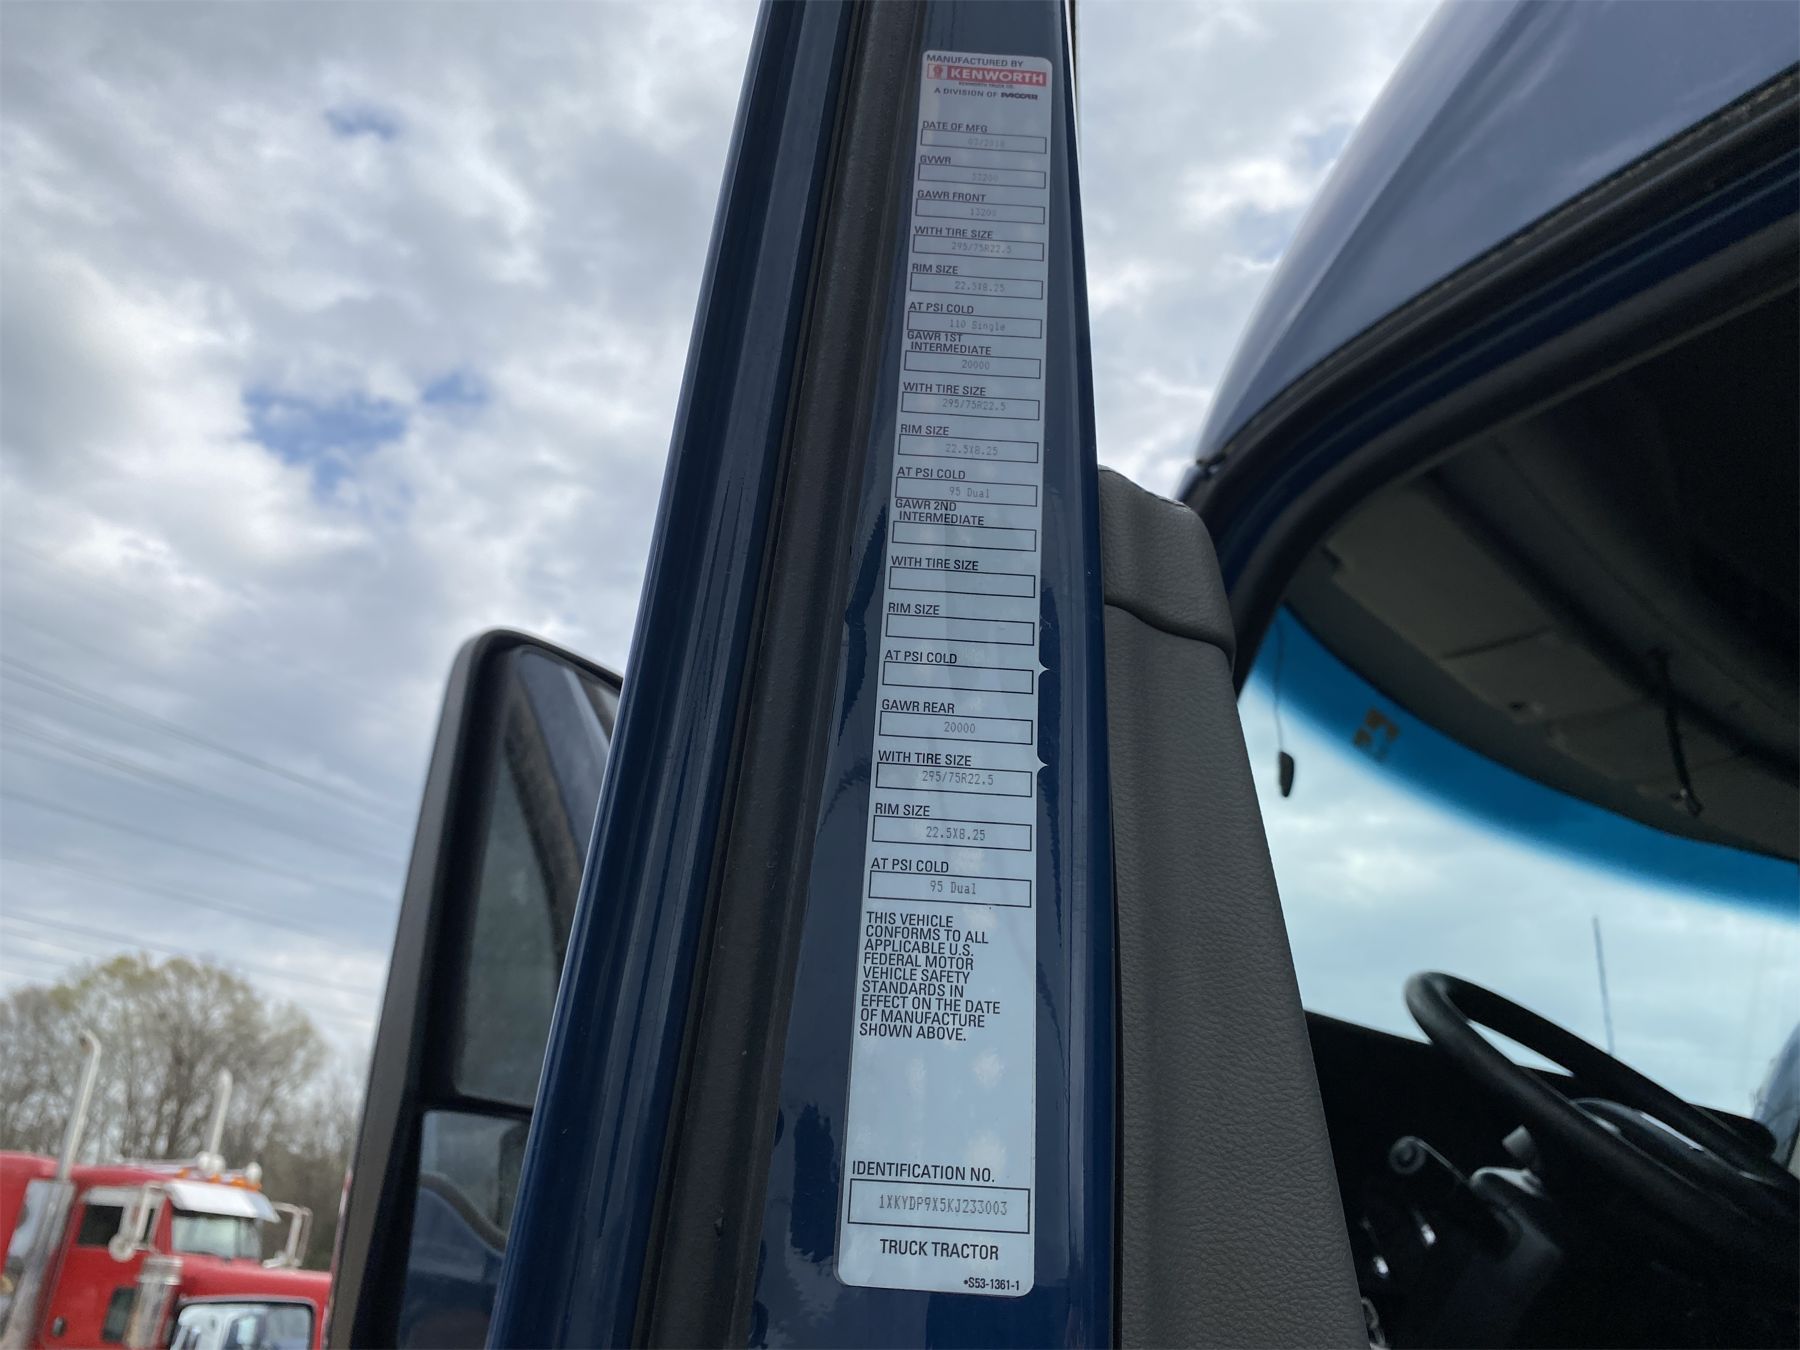 MANUFACTURED BY
KENWORTH
KENWORTH TRUCK CO.
A DIVISION OF PACCAR
DATE OF MFG
GVWR
53200
GAWR FRONT
13200
WITH TIRE SIZE
295/75R22.5
RIM SIZE
22.5X8.25
AT PSI COLD
110 Single
GAWR 1ST
INTERMEDIATE
20000
WITH TIRE SIZE
295/75R22.5
RIM SIZE
22.5X8.25
AT PSI COLD
95 Dual
GAWR 2ND
INTERMEDIATE
WITH TIRE SIZE
RIM SIZE
AT PSI COLD
GAWR REAR
20000
WITH TIRE SIZE
295/75R22.5
RIM SIZE
22.5X8.25
AT PSI COLD
95 Dual
THIS VEHICLE
CONFORMS TO ALL
APPLICABLE U.S.
FEDERAL MOTOR
VEHICLE SAFETY
STANDARDS IN
EFFECT ON THE DATE
OF MANUFACTURE
SHOWN ABOVE.
IDENTIFICATION NO.
1XKYDP9X5KJ233003
TRUCK TRACTOR
*S53-1361-1